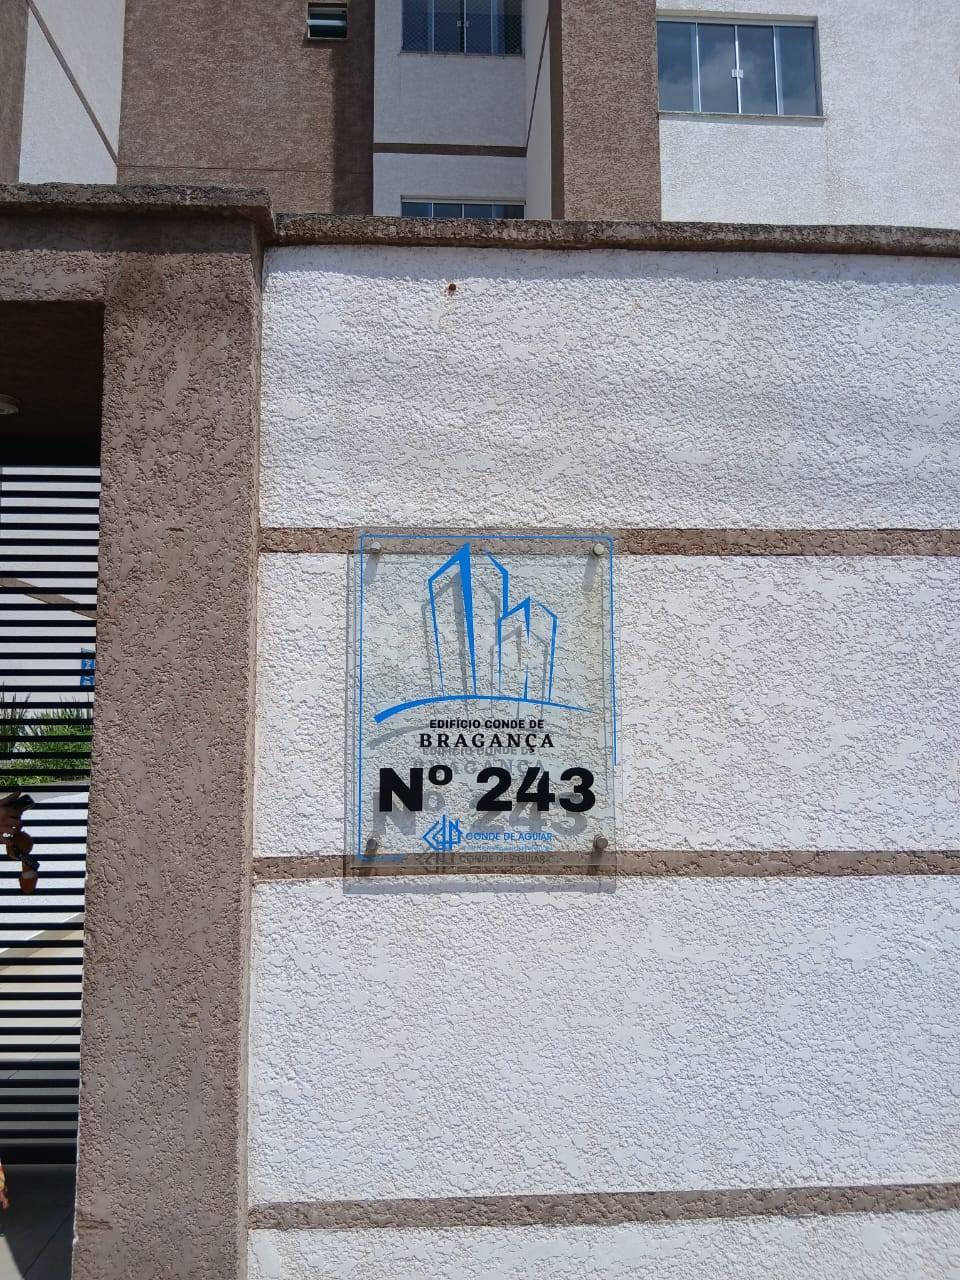 EDIFÍCIO CONDE DE
BRAGANÇA
Nº 243
CONDE DE AGUIAR